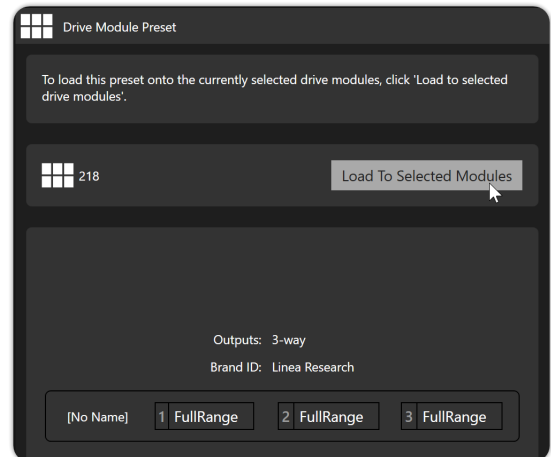 Drive Module Preset
To load this preset onto the currently selected drive modules, click 'Load to selected
drive modules'.
218 Load To Selected Modules
Outputs: 3-way
Brand ID: Linea Research
[No Name] 1 FullRange 2 FullRange 3 FullRange